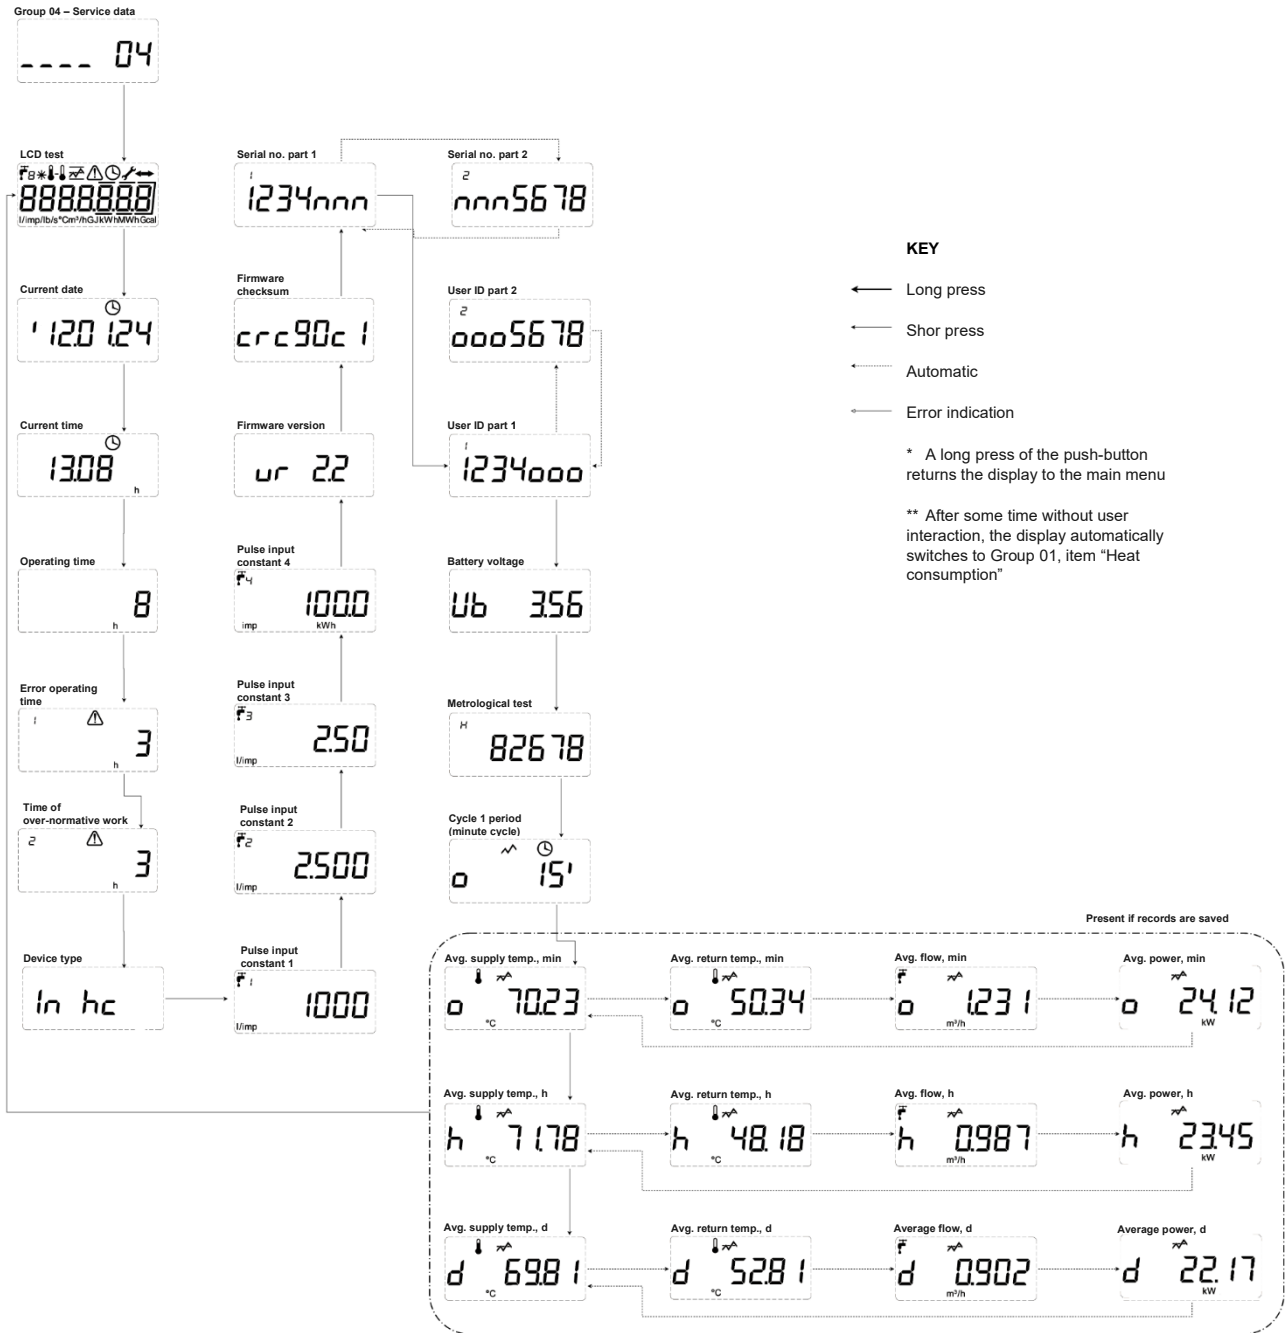 Group 04 – Service data
_ _ _ _ 04
LCD test
8
888.8.8.8.8
l/imp/lb/s°Cm³/hGJkWhMWhGcal
Current date
'12.01.24
Current time
13.08
h
Operating time
8
h
Error operating
time
1
3
h
Time of
over-normative work
2
3
h
Device type
In hc
Serial no. part 1
1
1234nnn
Firmware
checksum
crc90c1
Firmware version
ur 2.2
Pulse input
constant 4
4
100.0
imp kWh
Pulse input
constant 3
3
2.50
l/imp
Pulse input
constant 2
2
2.500
l/imp
Pulse input
constant 1
1
1000
l/imp
Serial no. part 2
2
nnn5678
User ID part 2
2
ooo5678
User ID part 1
1
1234ooo
Battery voltage
Ub 3.56
Metrological test
H
82678
Cycle 1 period
(minute cycle)
o 15'
KEY
Long press
Shor press
Automatic
Error indication
* A long press of the push-button
returns the display to the main menu
** After some time without user
interaction, the display automatically
switches to Group 01, item “Heat
consumption”
Present if records are saved
Avg. supply temp., min
o 70.23
°C
Avg. return temp., min
o 50.34
°C
Avg. flow, min
o 1.231
m³/h
Avg. power, min
o 24.12
kW
Avg. supply temp., h
h 71.78
°C
Avg. return temp., h
h 48.18
°C
Avg. flow, h
h 0.987
m³/h
Avg. power, h
h 23.45
kW
Avg. supply temp., d
d 69.81
°C
Avg. return temp., d
d 52.81
°C
Average flow, d
d 0.902
m³/h
Average power, d
d 22.17
kW